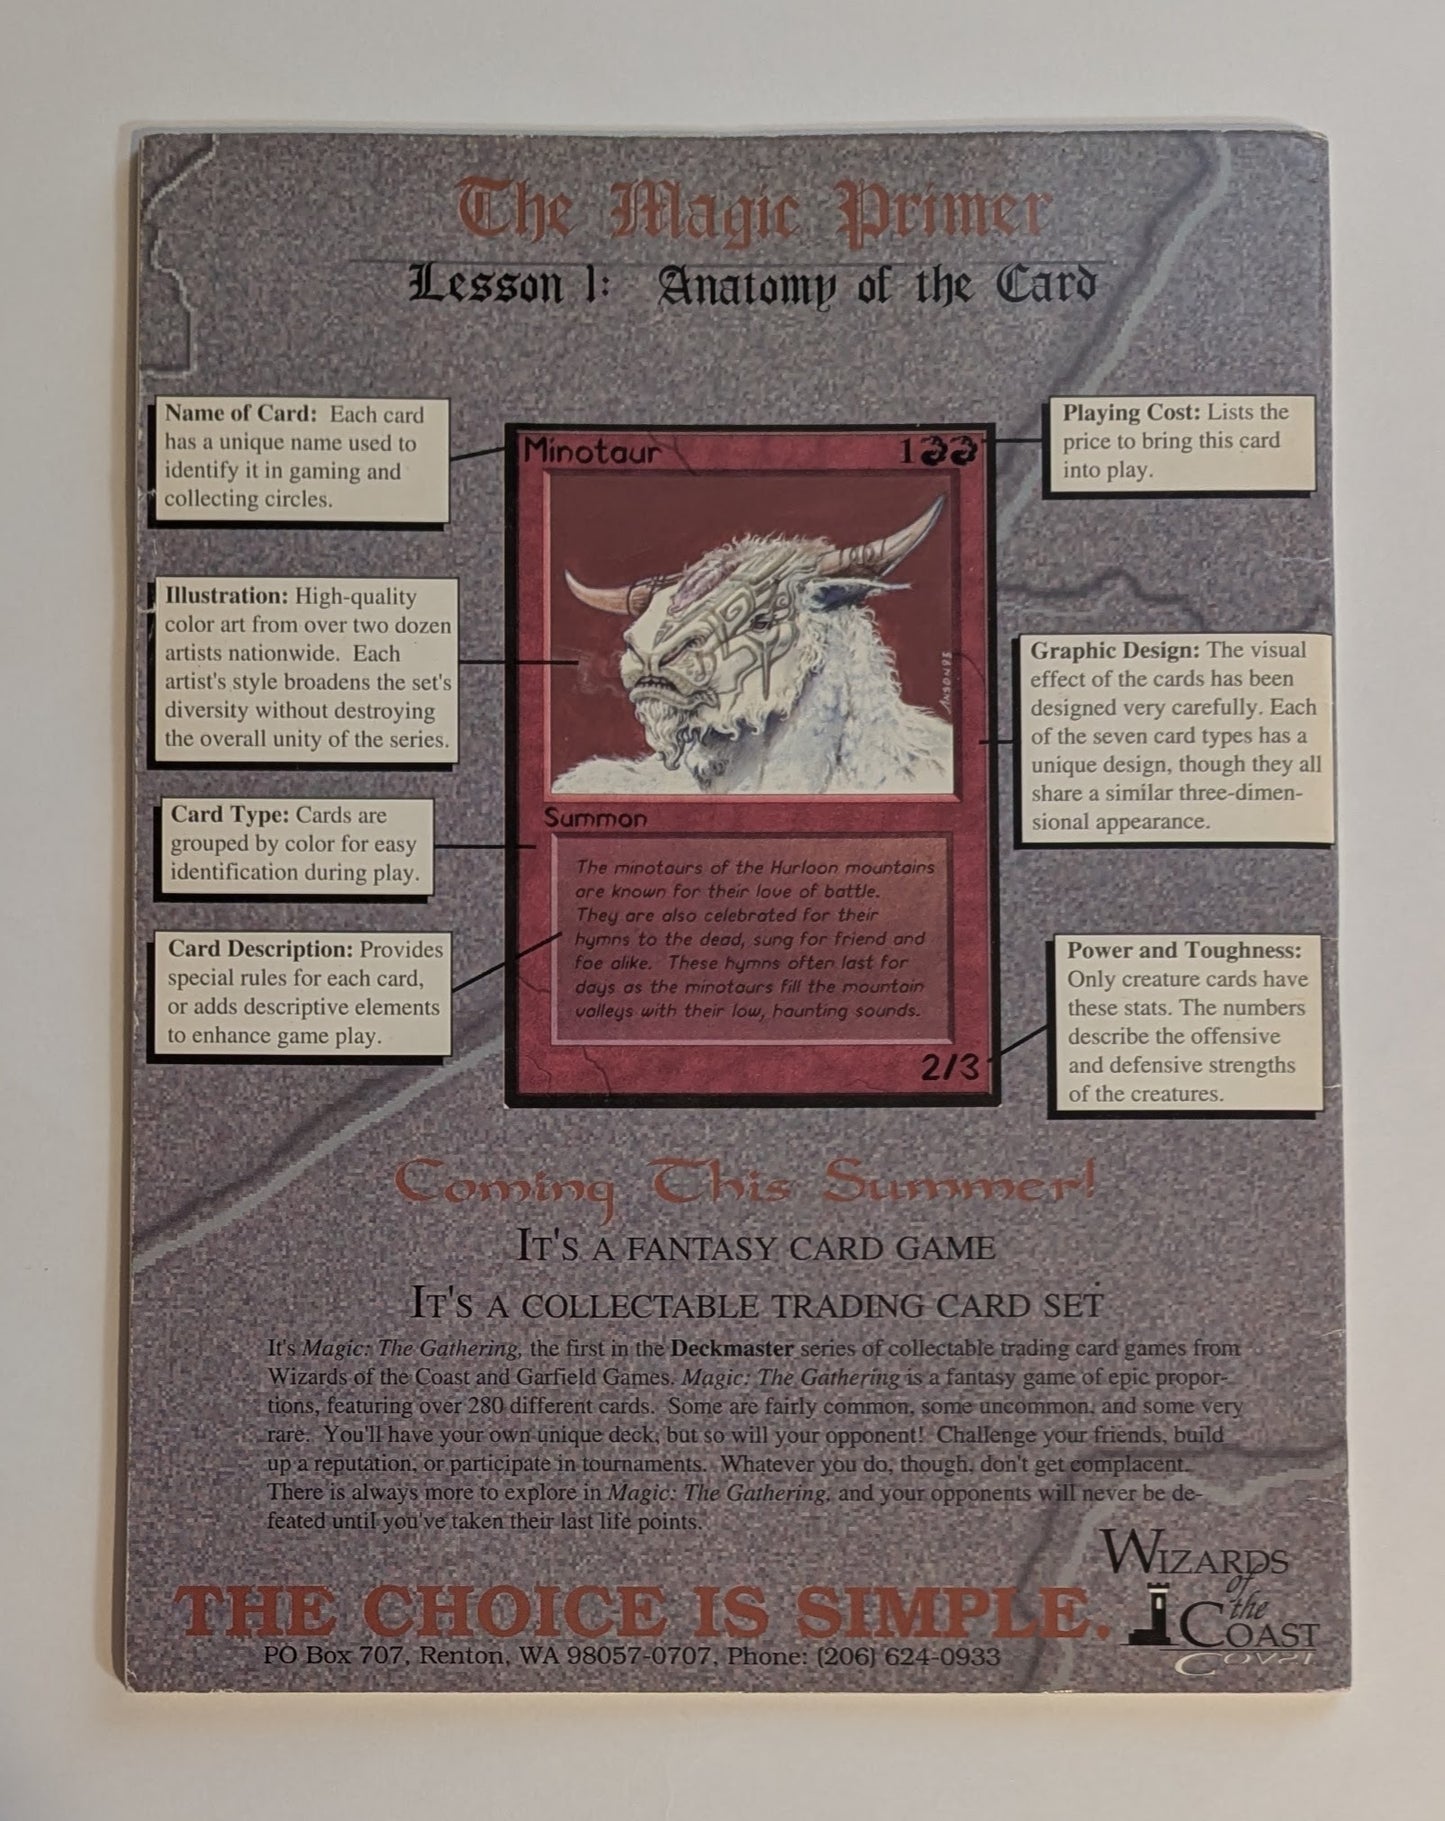 The Magic Primer
Lesson 1: Anatomy of the Card
Name of Card: Each card
has a unique name used to
identify it in gaming and
collecting circles.
Illustration: High-quality
color art from over two dozen
artists nationwide. Each
artist's style broadens the set's
diversity without destroying
the overall unity of the series.
Card Type: Cards are
grouped by color for easy
identification during play.
Card Description: Provides
special rules for each card,
or adds descriptive elements
to enhance game play.
Minotaur 1
ANSON93
Summon
The minotaurs of the Hurloon mountains
are known for their love of battle.
They are also celebrated for their
hymns to the dead, sung for friend and
foe alike. These hymns often last for
days as the minotaurs fill the mountain
valleys with their low, haunting sounds.
2/3
Playing Cost: Lists the
price to bring this card
into play.
Graphic Design: The visual
effect of the cards has been
designed very carefully. Each
of the seven card types has a
unique design, though they all
share a similar three-dimen-
sional appearance.
Power and Toughness:
Only creature cards have
these stats. The numbers
describe the offensive
and defensive strengths
of the creatures.
Coming This Summer!
IT'S A FANTASY CARD GAME
IT'S A COLLECTABLE TRADING CARD SET
It's Magic: The Gathering, the first in the Deckmaster series of collectable trading card games from
Wizards of the Coast and Garfield Games. Magic: The Gathering is a fantasy game of epic propor-
tions, featuring over 280 different cards. Some are fairly common, some uncommon, and some very
rare. You'll have your own unique deck, but so will your opponent! Challenge your friends, build
up a reputation, or participate in tournaments. Whatever you do, though, don't get complacent.
There is always more to explore in Magic: The Gathering, and your opponents will never be de-
feated until you've taken their last life points.
THE CHOICE IS SIMPLE.
PO Box 707, Renton, WA 98057-0707, Phone: (206) 624-0933
WIZARDS
of
the
COAST